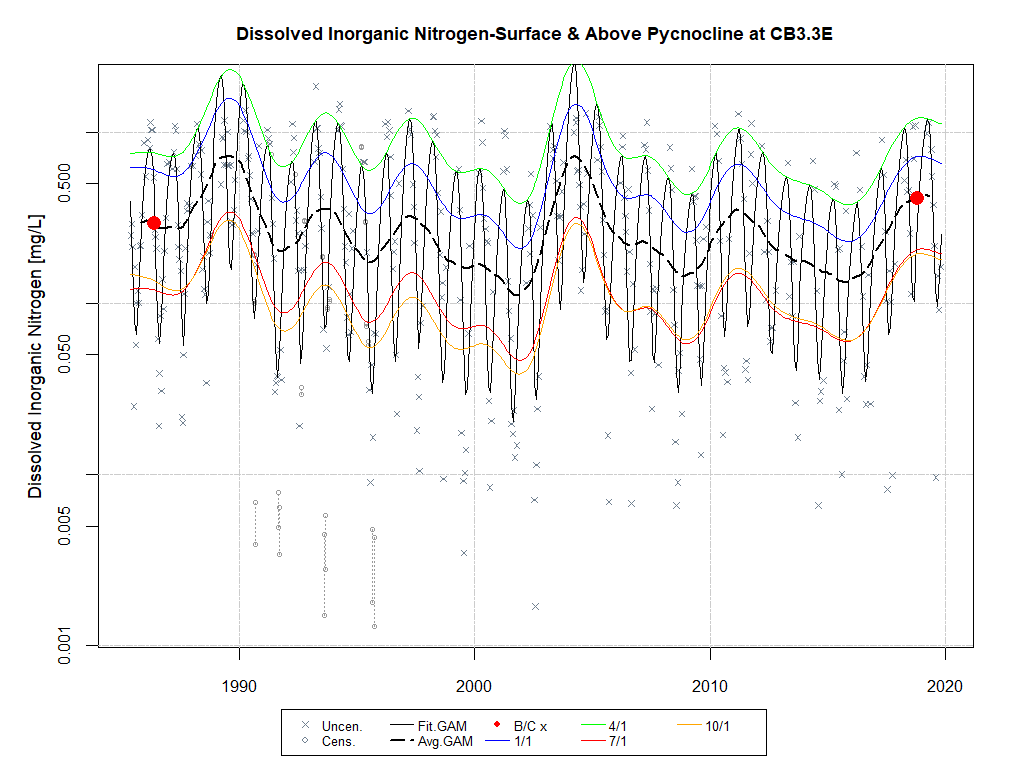 Dissolved Inorganic Nitrogen-Surface & Above Pycnocline at CB3.3E
Dissolved Inorganic Nitrogen [mg/L]
0.500
0.050
0.005
0.001
1990 2000 2010 2020
Uncen. Fit.GAM B/C x 4/1 10/1
Cens. Avg.GAM 1/1 7/1